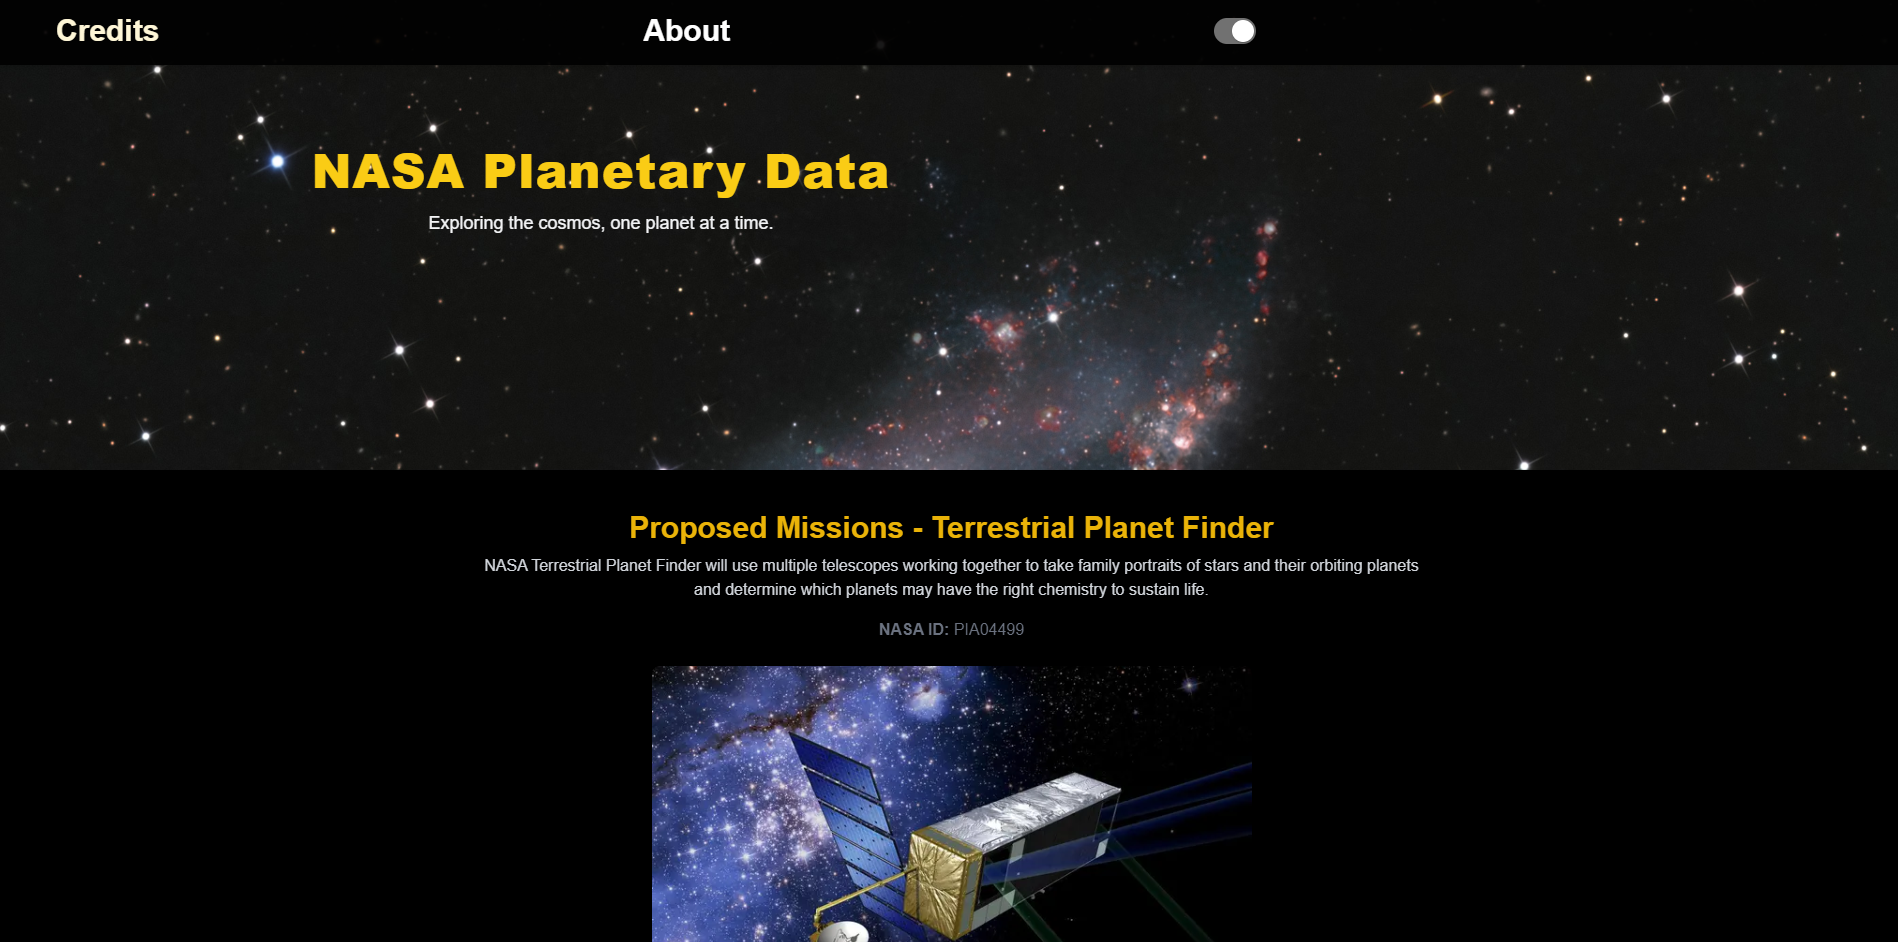 Credits
About
NASA Planetary Data
Exploring the cosmos, one planet at a time.
Proposed Missions - Terrestrial Planet Finder
NASA Terrestrial Planet Finder will use multiple telescopes working together to take family portraits of stars and their orbiting planets
and determine which planets may have the right chemistry to sustain life.
NASA ID: PIA04499